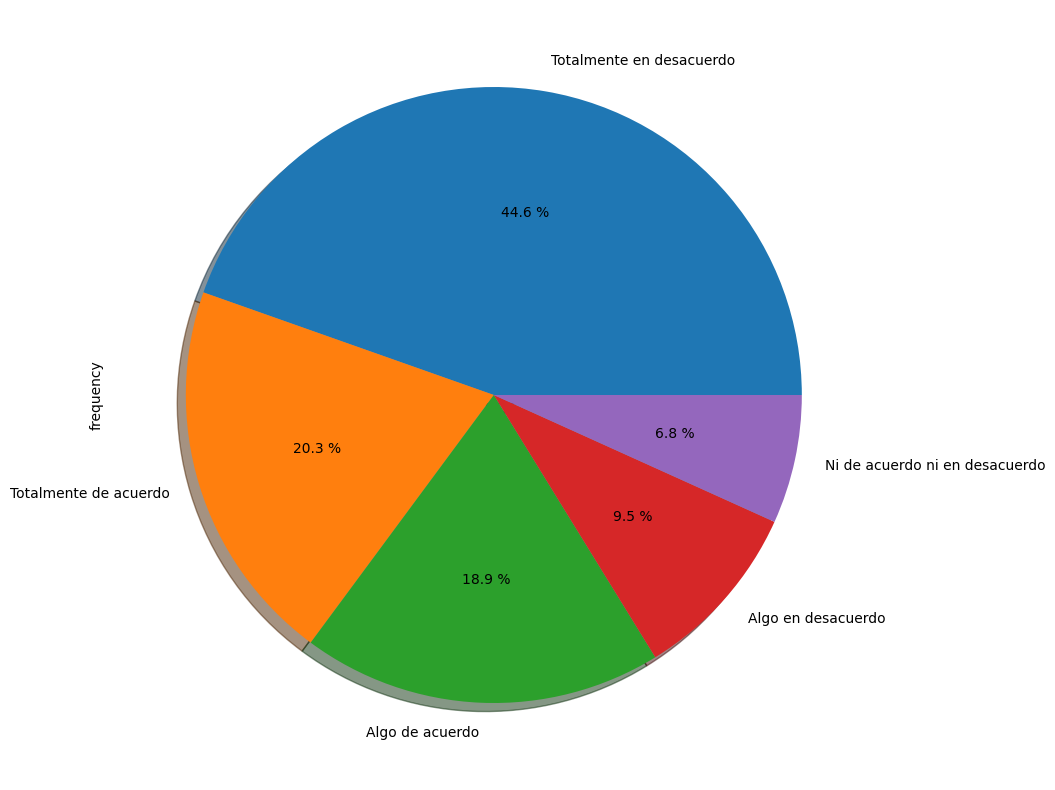 Totalmente en desacuerdo
44.6 %
frequency
20.3 %
Totalmente de acuerdo
6.8 %
Ni de acuerdo ni en desacuerdo
9.5 %
18.9 %
Algo en desacuerdo
Algo de acuerdo